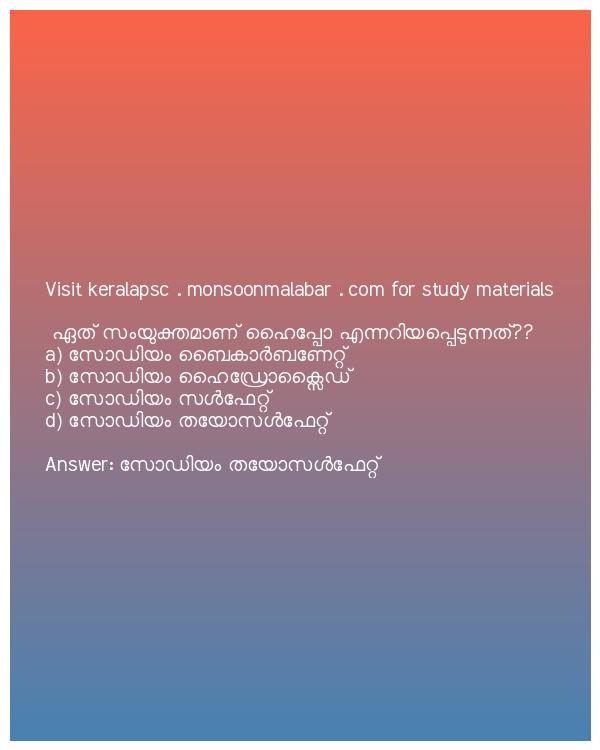 Visit keralapsc . monsoonmalabar . com for study materials
ഏത് സംയുക്തമാണ് ഹൈപ്പോ എന്നറിയപ്പെടുന്നത്??
a) സോഡിയം ബൈകാർബണേറ്റ്
b) സോഡിയം ഹൈഡ്രോക്സൈഡ്
c) സോഡിയം സൾഫേറ്റ്
d) സോഡിയം തയോസൾഫേറ്റ്
Answer: സോഡിയം തയോസൾഫേറ്റ്